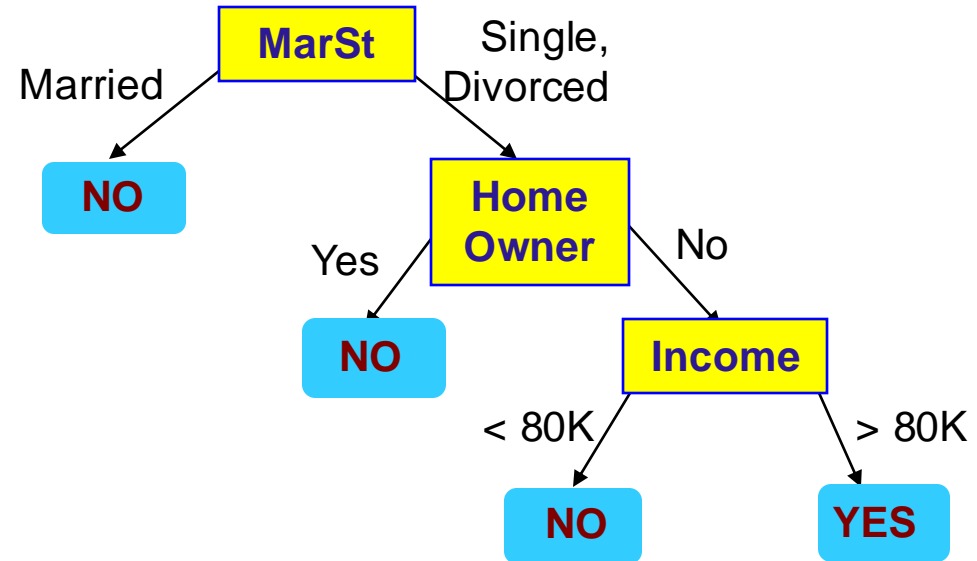 MarSt
Single,
Divorced
Married
NO
Home
Owner
Yes
No
NO
Income
< 80K
> 80K
NO
YES